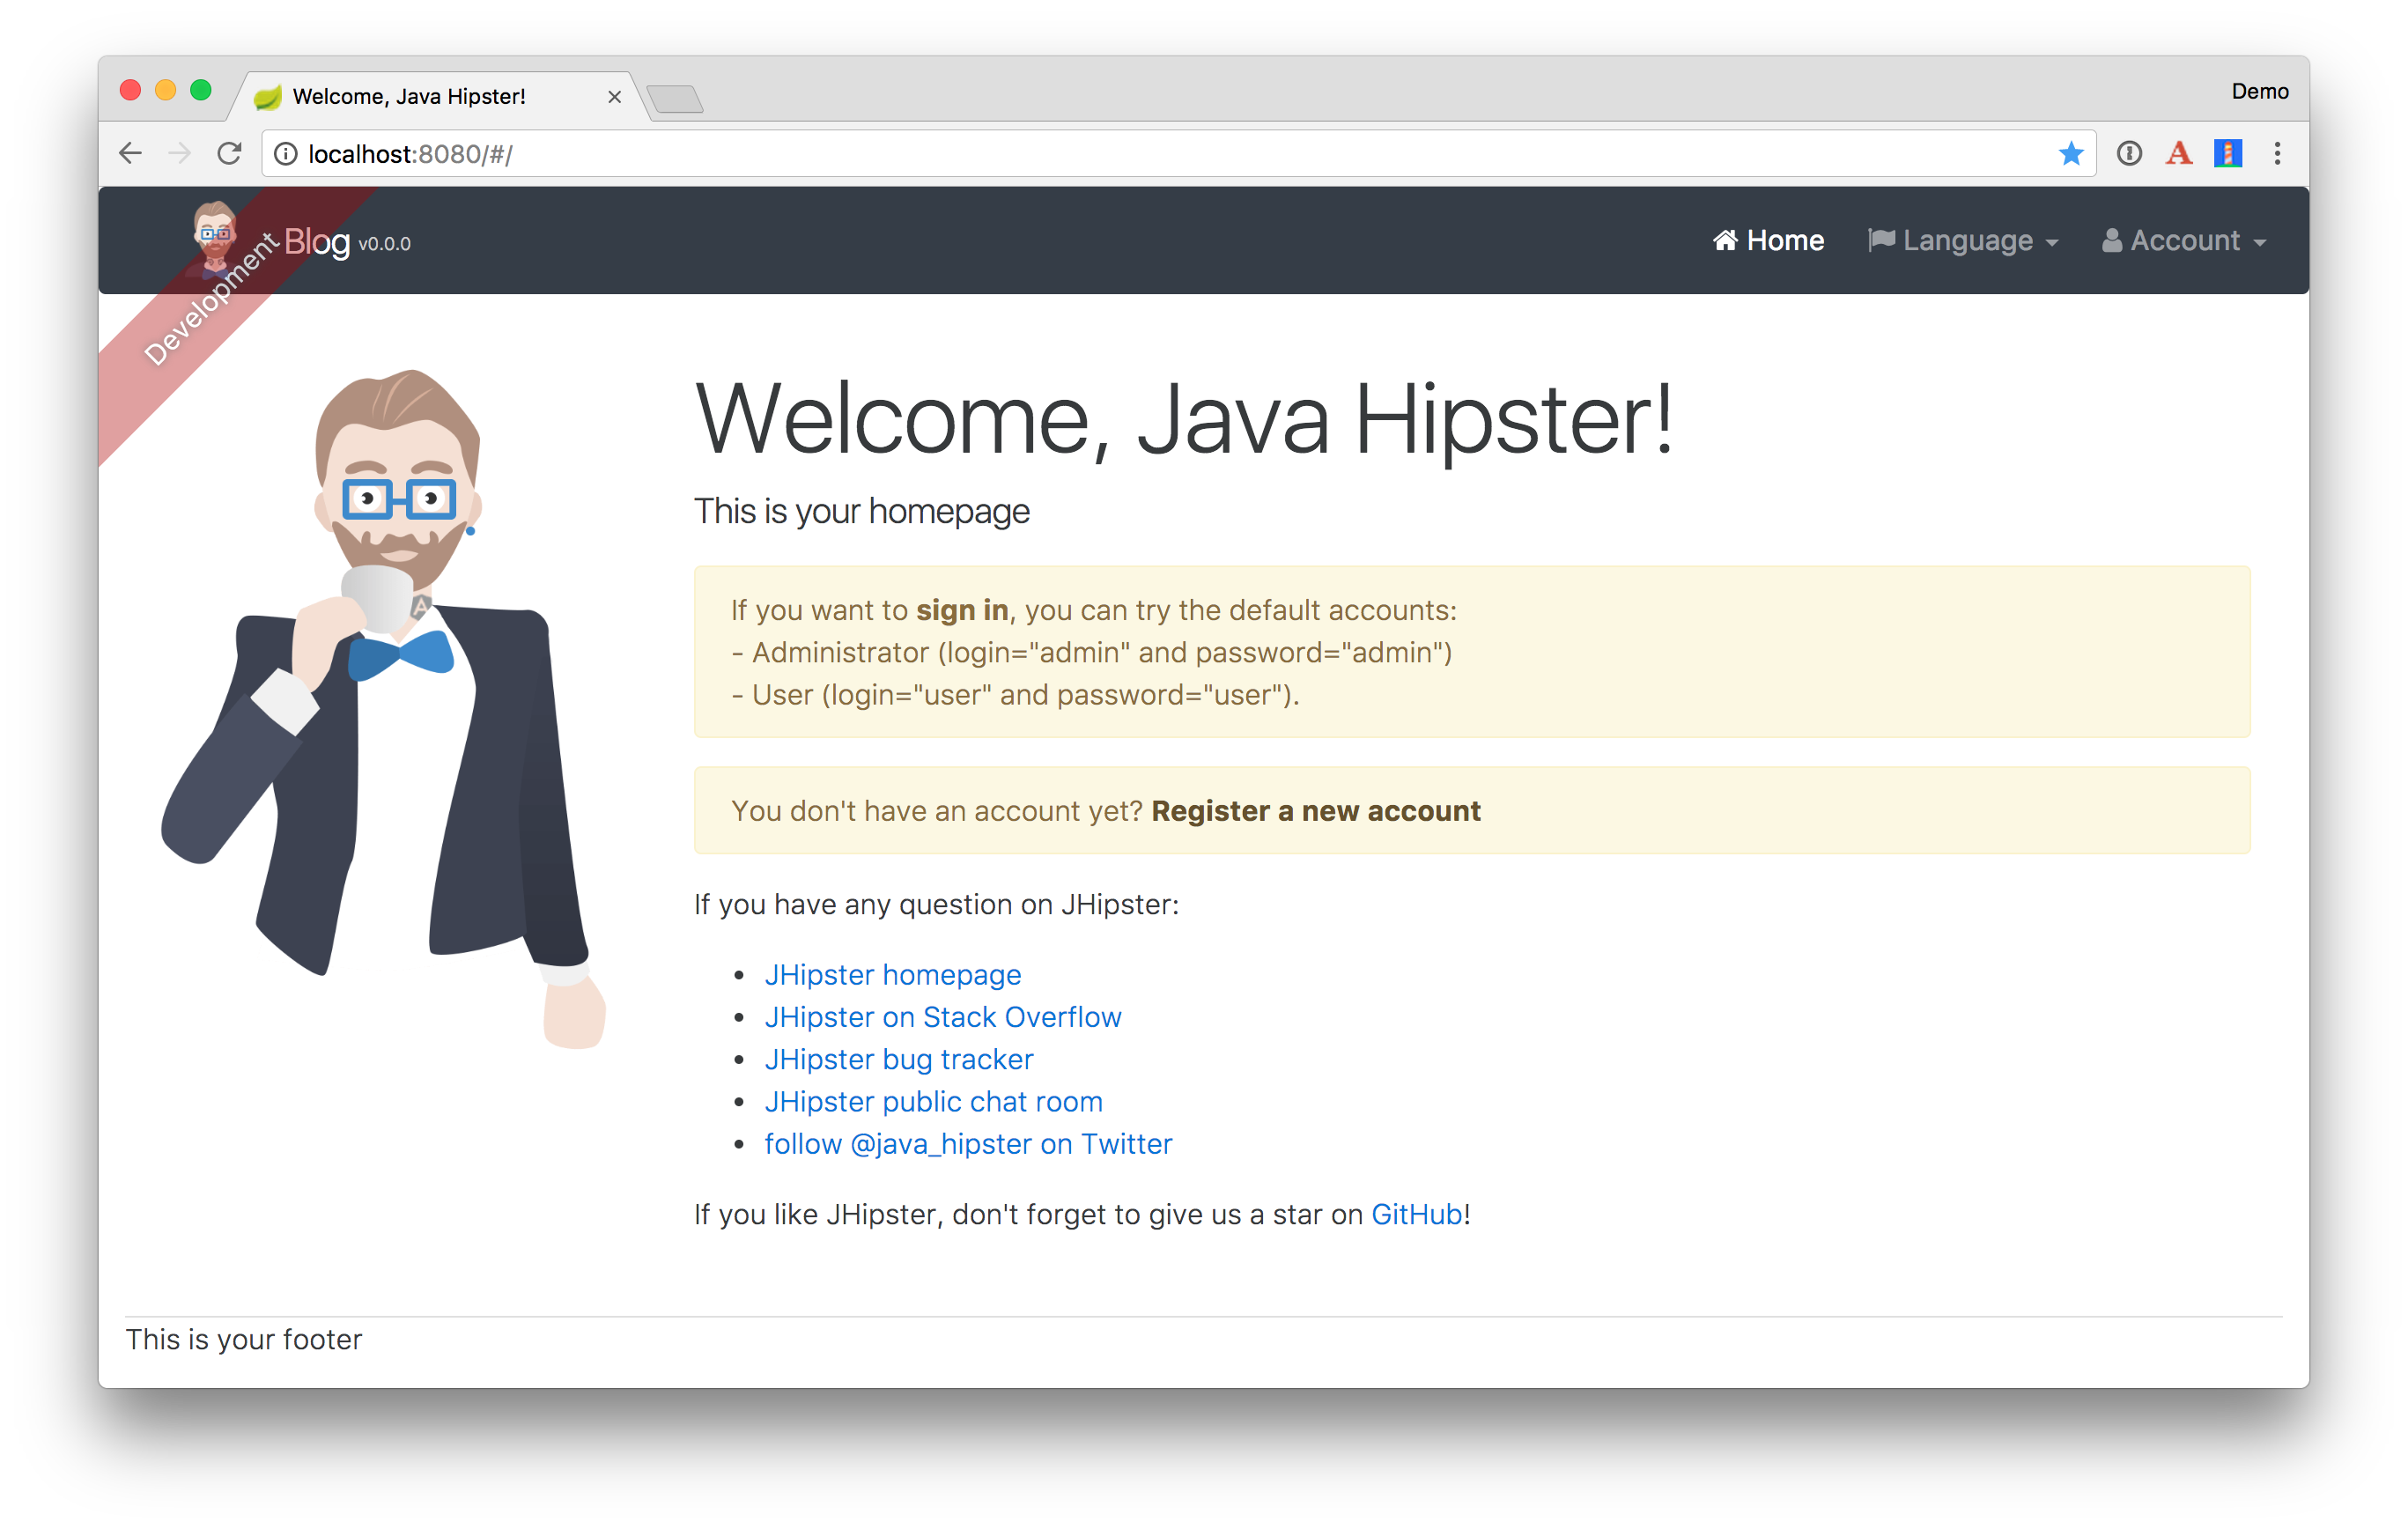 Welcome, Java Hipster!
Demo
localhost:8080/#/
Development
Blog v0.0.0
Home
Language
Account
Welcome, Java Hipster!
This is your homepage
If you want to sign in, you can try the default accounts:
- Administrator (login="admin" and password="admin")
- User (login="user" and password="user").
You don't have an account yet? Register a new account
If you have any question on JHipster:
• JHipster homepage
• JHipster on Stack Overflow
• JHipster bug tracker
• JHipster public chat room
• follow @java_hipster on Twitter
If you like JHipster, don't forget to give us a star on GitHub!
This is your footer